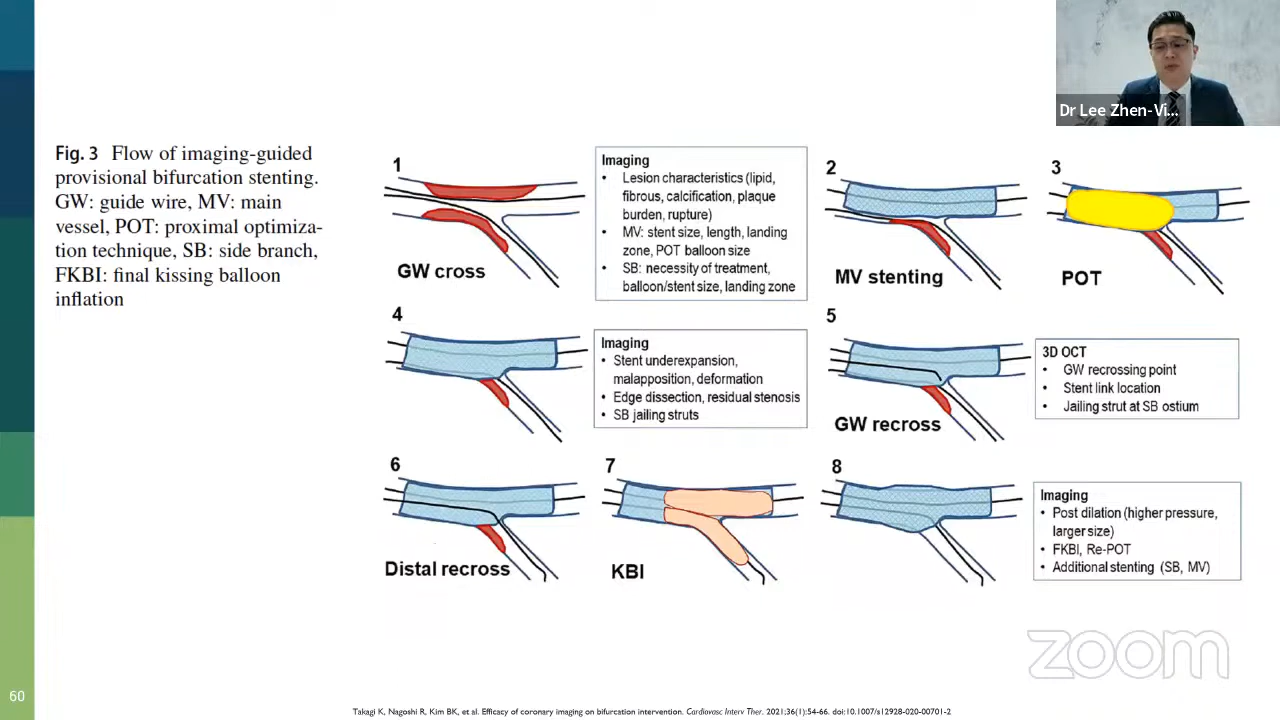 Dr Lee Zhen-Vi...
Fig. 3 Flow of imaging-guided
provisional bifurcation stenting.
GW: guide wire, MV: main
vessel, POT: proximal optimiza-
tion technique, SB: side branch,
FKBI: final kissing balloon
inflation
1
GW cross
Imaging
• Lesion characteristics (lipid,
fibrous, calcification, plaque
burden, rupture)
• MV: stent size, length, landing
zone, POT balloon size
• SB: necessity of treatment,
balloon/stent size, landing zone
2
MV stenting
3
POT
4
Imaging
• Stent underexpansion,
malapposition, deformation
• Edge dissection, residual stenosis
• SB jailing struts
5
GW recross
3D OCT
• GW recrossing point
• Stent link location
• Jailing strut at SB ostium
6
Distal recross
7
KBI
8
Imaging
• Post dilation (higher pressure,
larger size)
• FKBI, Re-POT
• Additional stenting (SB, MV)
zoom
60
Takagi K, Nagoshi R, Kim BK, et al. Efficacy of coronary imaging on bifurcation intervention. Cardiovasc Interv Ther. 2021;36(1):54-66. doi:10.1007/s12928-020-00701-2